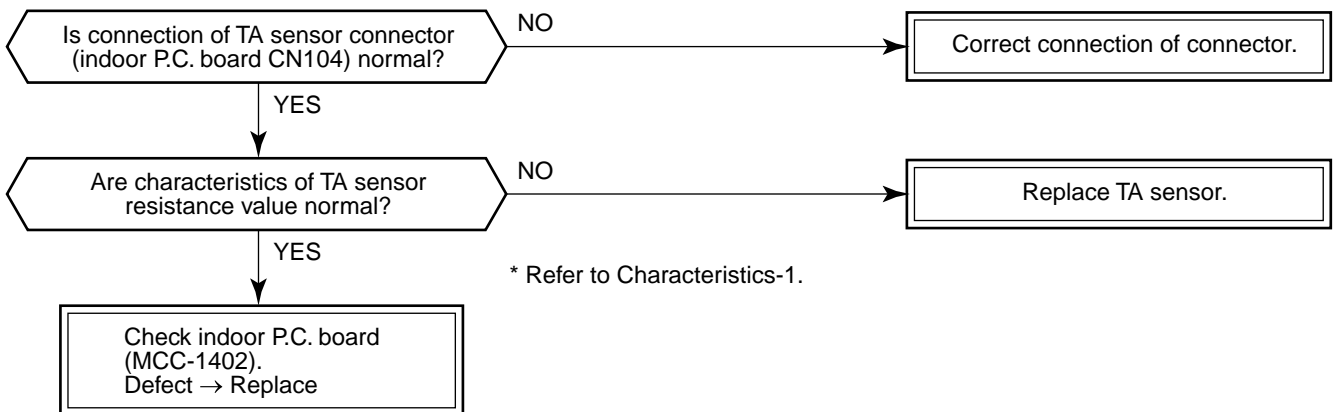 Is connection of TA sensor connector
(indoor P.C. board CN104) normal?
NO
Correct connection of connector.
YES
Are characteristics of TA sensor
resistance value normal?
NO
Replace TA sensor.
YES
* Refer to Characteristics-1.
Check indoor P.C. board
(MCC-1402).
Defect → Replace